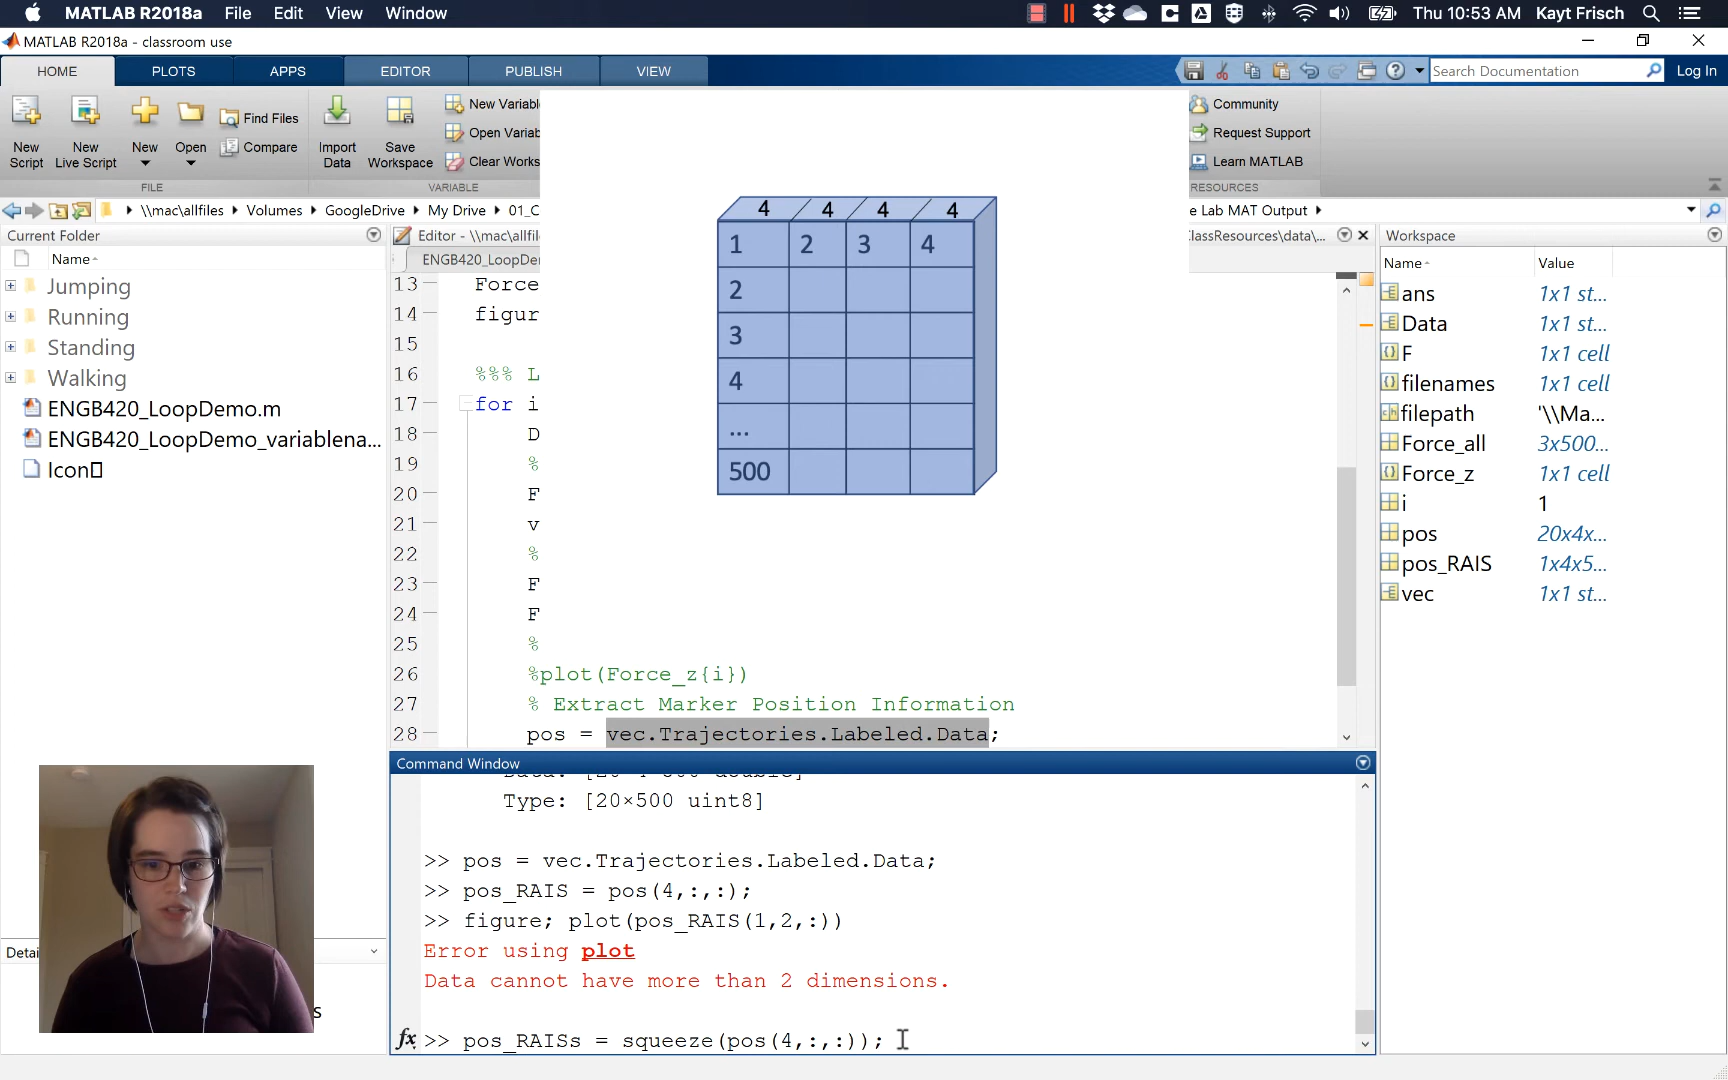 MATLAB R2018a File Edit View Window Thu 10:53 AM Kayt Frisch
MATLAB R2018a - classroom use
HOME PLOTS APPS EDITOR PUBLISH VIEW Search Documentation Log In
New Script
New Live Script
New
Open
Find Files
Compare
Import Data
Save Workspace
New Variabl
Open Variab
Clear Works
Community
Request Support
Learn MATLAB
FILE VARIABLE RESOURCES
\\mac\allfiles Volumes GoogleDrive My Drive 01_C e Lab MAT Output
Current Folder
Name
Jumping
Running
Standing
Walking
ENGB420_LoopDemo.m
ENGB420_LoopDemo_variablena...
Icon
Detai
s
Editor - \\mac\allfil lassResources\data\...
ENGB420_LoopDe
13 Force
14 figur
15
16 %%% L
17 for i
18 D
19 %
20 F
21 v
22 %
23 F
24 F
25 %
26 %plot(Force_z{i})
27 % Extract Marker Position Information
28 pos = vec.Trajectories.Labeled.Data;
4 4 4 4
1 2 3 4
2
3
4
...
500
Command Window
Type: [20×500 uint8]
>> pos = vec.Trajectories.Labeled.Data;
>> pos_RAIS = pos(4,:,:);
>> figure; plot(pos_RAIS(1,2,:))
Error using plot
Data cannot have more than 2 dimensions.
fx >> pos_RAISs = squeeze(pos(4,:,:));
Workspace
Name Value
ans 1x1 st...
Data 1x1 st...
F 1x1 cell
filenames 1x1 cell
filepath '\\Ma...
Force_all 3x500...
Force_z 1x1 cell
i 1
pos 20x4x...
pos_RAIS 1x4x5...
vec 1x1 st...